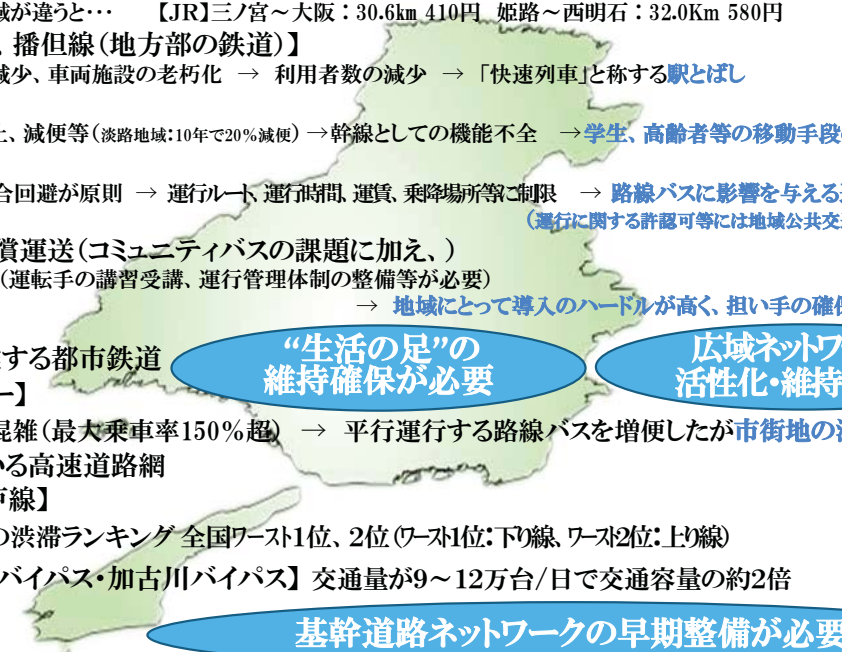 域が違うと… 【JR】三ノ宮～大阪：30.6km 410円 姫路～西明石：32.0Km 580円
、播但線(地方部の鉄道)】
減少、車両施設の老朽化 → 利用者数の減少 → 「快速列車」と称する駅とばし
、減便等(淡路地域：10年で20%減便) →幹線としての機能不全 →学生、高齢者等の移動手段
合回避が原則 → 運行ルート、運行時間、運賃、乗降場所等に制限 → 路線バスに影響を与える
(運行に関する許認可等には地域公共交
償運送(コミュニティバスの課題に加え、)
(運転手の講習受講、運行管理体制の整備等が必要)
→ 地域にとって導入のハードルが高く、担い手の確保
する都市鉄道
“生活の足”の
維持確保が必要
広域ネットワ
活性化・維持
ー】
混雑(最大乗車率150%超) → 平行運行する路線バスを増便したが市街地の
る高速道路網
戸線】
の渋滞ランキング 全国ワースト1位、2位 (ワースト1位：下り線、ワースト2位：上り線)
バイパス・加古川バイパス】 交通量が9～12万台/日で交通容量の約2倍
基幹道路ネットワークの早期整備が必要